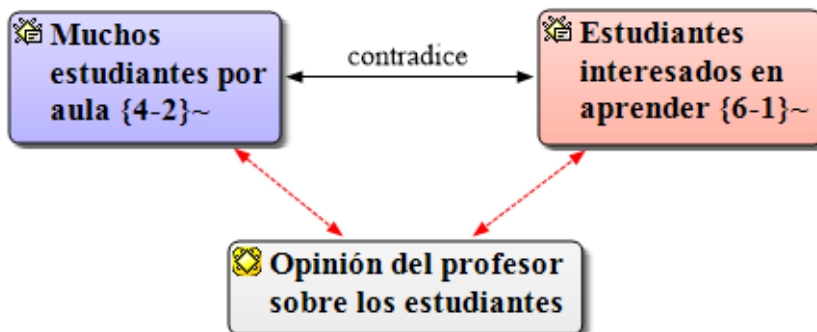 Muchos
estudiantes por
aula {4-2}~
contradice
Estudiantes
interesados en
aprender {6-1}~
Opinión del profesor
sobre los estudiantes